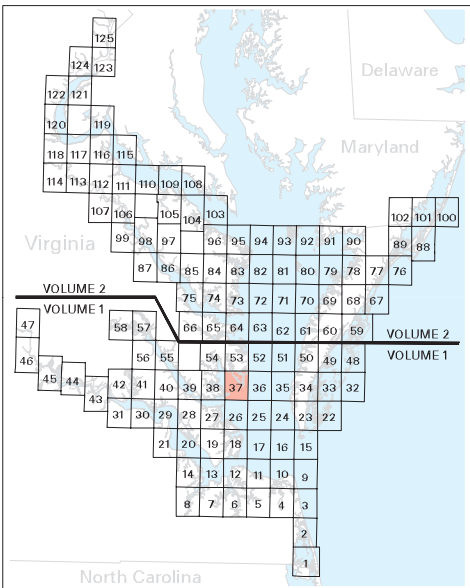 125
124 123
Delaware
122 121
120 119
Maryland
118 117 116 115
114 113 112 111 110 109 108
107 106 105 104 103 102 101 100
Virginia
99 98 97 96 95 94 93 92 91 90 89 88
87 86 85 84 83 82 81 80 79 78 77 76
VOLUME 2
75 74 73 72 71 70 69 68 67
VOLUME 1
47 58 57 66 65 64 63 62 61 60 59
VOLUME 2
46 56 55 54 53 52 51 50 49 48
VOLUME 1
45 44 43 42 41 40 39 38 37 36 35 34 33 32
31 30 29 28 27 26 25 24 23 22
21 20 19 18 17 16 15
14 13 12 11 10 9
8 7 6 5 4 3
2
1
North Carolina